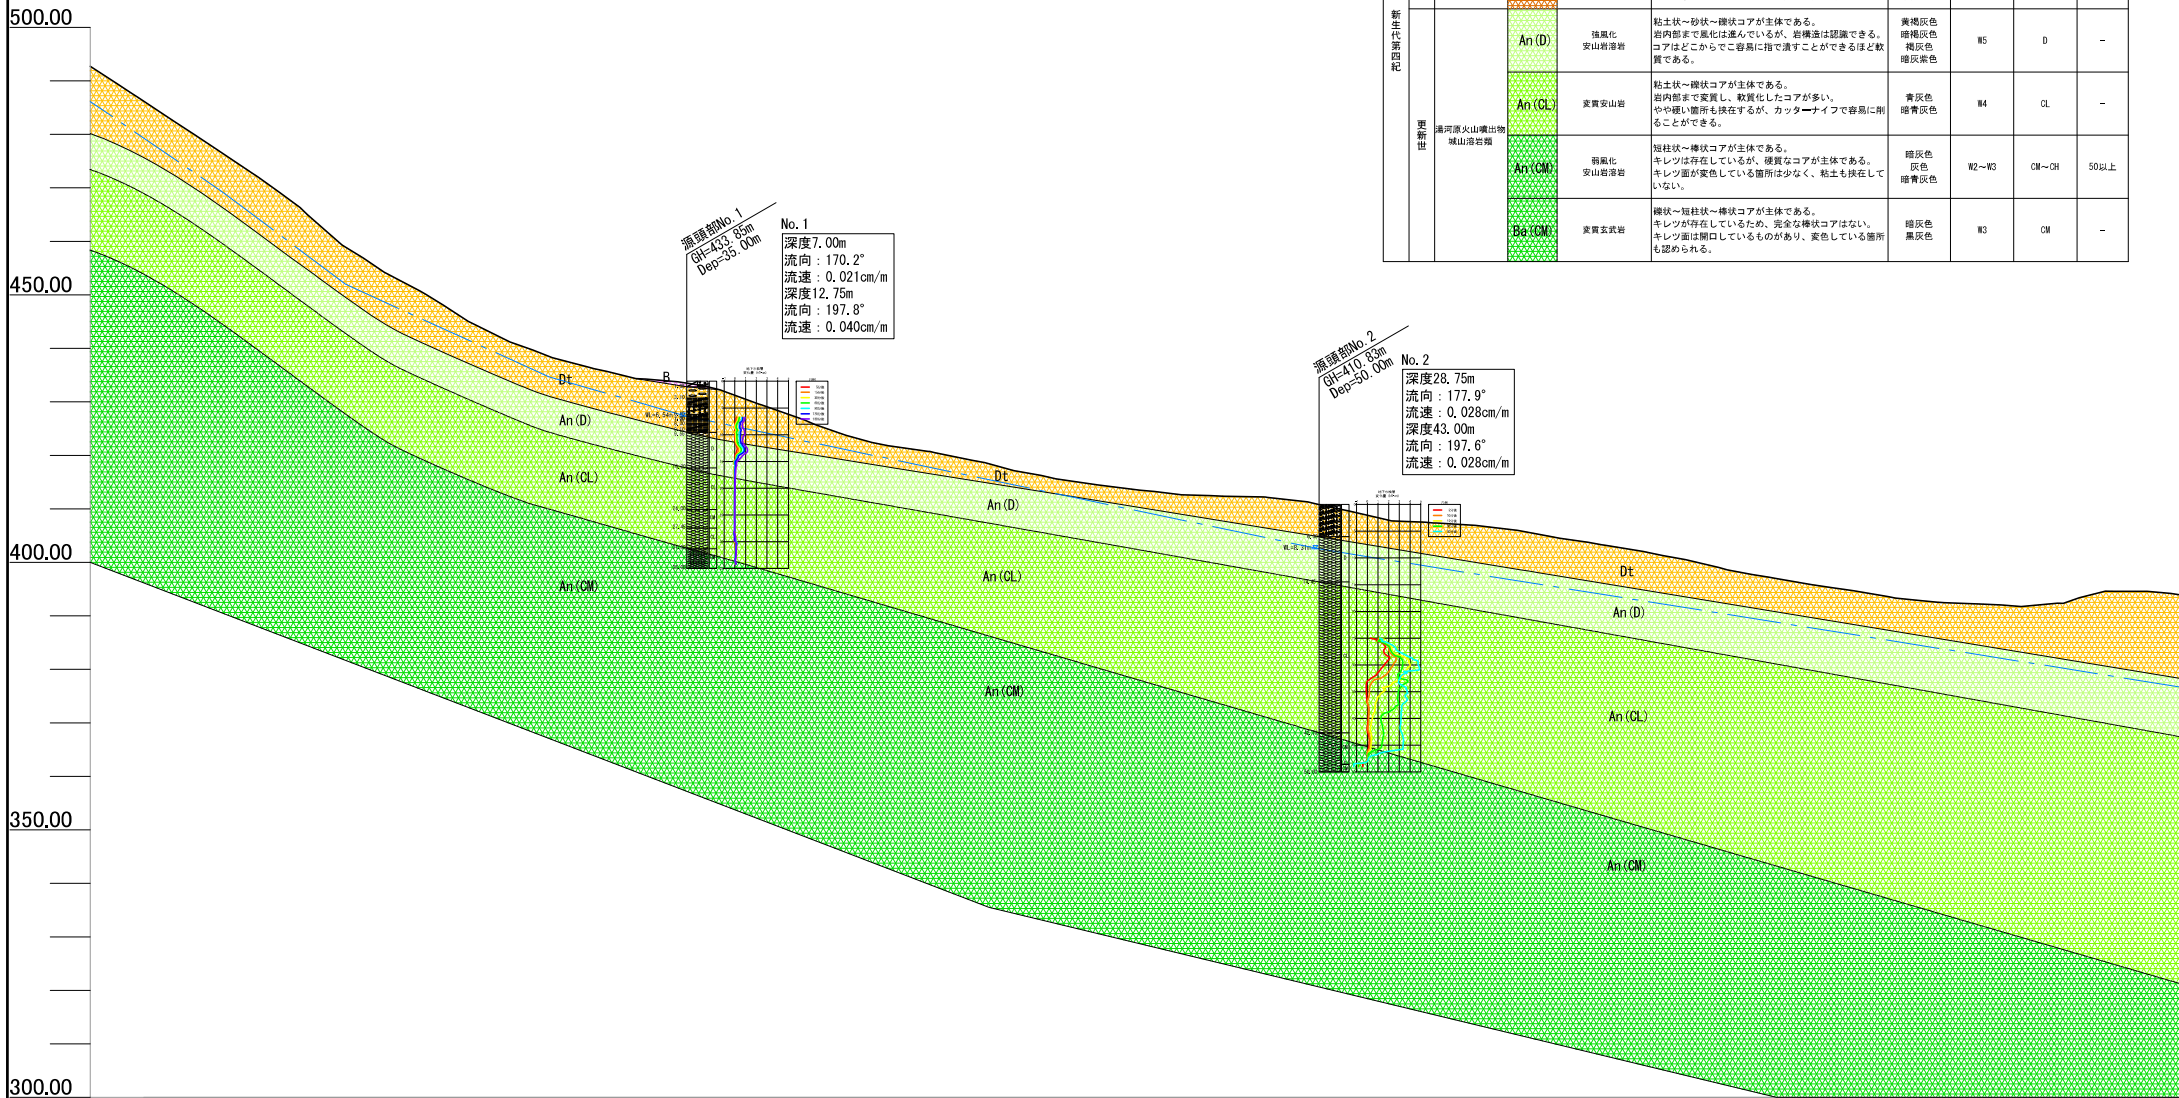 500.00
450.00
400.00
350.00
300.00
新生代第四紀
更新世
湯河原火山噴出物
城山溶岩類
An(D)
強風化
安山岩溶岩
粘土状～砂状～礫状コアが主体である。
岩内部まで風化は進んでいるが、岩構造は認識できる。
コアはどこからでこ容易に指で潰すことができるほど軟
質である。
黄褐灰色
暗褐灰色
褐灰色
暗灰紫色
W5
D
-
An(CL)
変質安山岩
粘土状～礫状コアが主体である。
岩内部まで変質し、軟質化したコアが多い。
やや硬い箇所も挟在するが、カッターナイフで容易に削
ることができる。
青灰色
暗青灰色
W4
CL
-
An(CM)
弱風化
安山岩溶岩
短柱状～棒状コアが主体である。
キレツは存在しているが、硬質なコアが主体である。
キレツ面が変色している箇所は少なく、粘土も挟在して
いない。
暗灰色
灰色
暗青灰色
W2～W3
CM～CH
50以上
Ba(CM)
変質玄武岩
礫状～短柱状～棒状コアが主体である。
キレツが存在しているため、完全な棒状コアはない。
キレツ面は開口しているものがあり、変色している箇所
も認められる。
暗灰色
黒灰色
W3
CM
-
源頭部No.1
GH=433.85m
Dep=35.00m
No.1
深度7.00m
流向：170.2°
流速：0.021cm/m
深度12.75m
流向：197.8°
流速：0.040cm/m
源頭部No.2
GH=410.83m
Dep=50.00m
No.2
深度28.75m
流向：177.9°
流速：0.028cm/m
深度43.00m
流向：197.6°
流速：0.028cm/m
B
Dt
An(D)
An(CL)
An(CM)
Dt
An(D)
An(CL)
An(CM)
Dt
An(D)
An(CL)
An(CM)